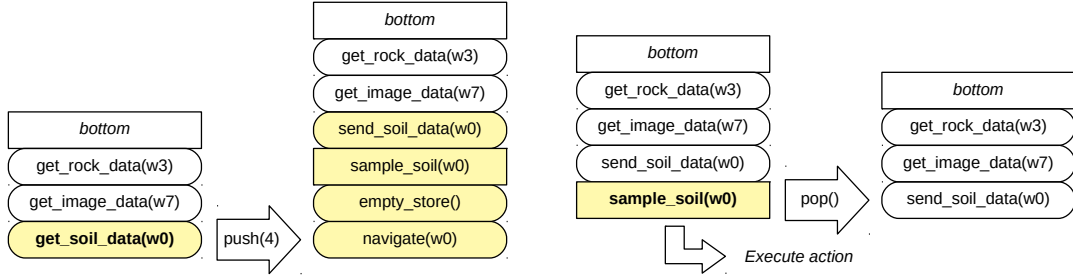 bottom
get_rock_data(w3)
get_image_data(w7)
get_soil_data(w0)
push(4)
bottom
get_rock_data(w3)
get_image_data(w7)
send_soil_data(w0)
sample_soil(w0)
empty_store()
navigate(w0)
bottom
get_rock_data(w3)
get_image_data(w7)
send_soil_data(w0)
sample_soil(w0)
pop()
Execute action
bottom
get_rock_data(w3)
get_image_data(w7)
send_soil_data(w0)